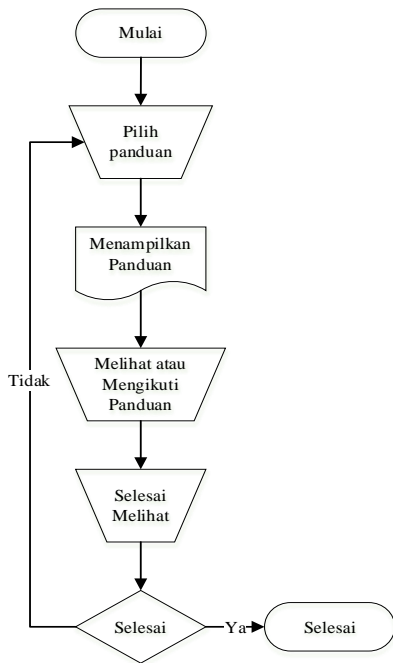 Mulai
Pilih
panduan
Menampilkan
Panduan
Melihat atau
Mengikuti
Panduan
Tidak
Selesai
Melihat
Selesai
Ya
Selesai